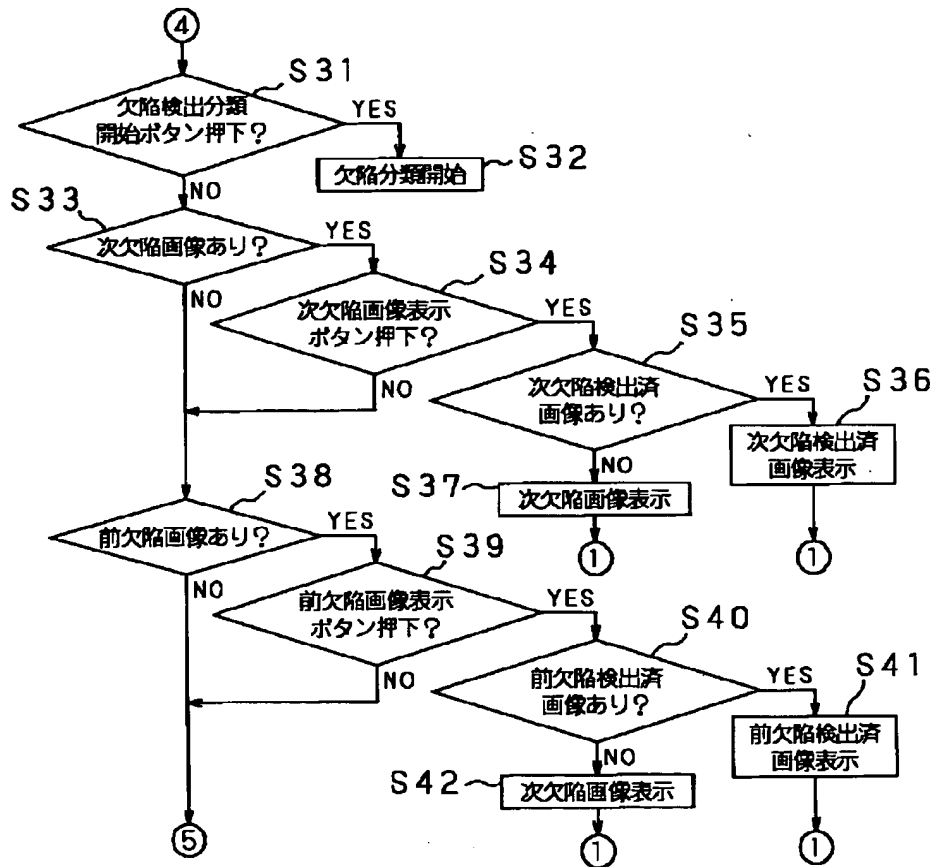 ④
S31
欠陥検出分類
開始ボタン押下?
YES
S32
欠陥分類開始
NO
S33
次欠陥画像あり?
YES
S34
NO
次欠陥画像表示
ボタン押下?
YES
S35
NO
次欠陥検出済
画像あり?
YES
S36
次欠陥検出済
画像表示
NO
S37
次欠陥画像表示
①
①
S38
前欠陥画像あり?
YES
S39
NO
前欠陥画像表示
ボタン押下?
YES
S40
NO
前欠陥検出済
画像あり?
YES
S41
前欠陥検出済
画像表示
NO
S42
次欠陥画像表示
⑤
①
①